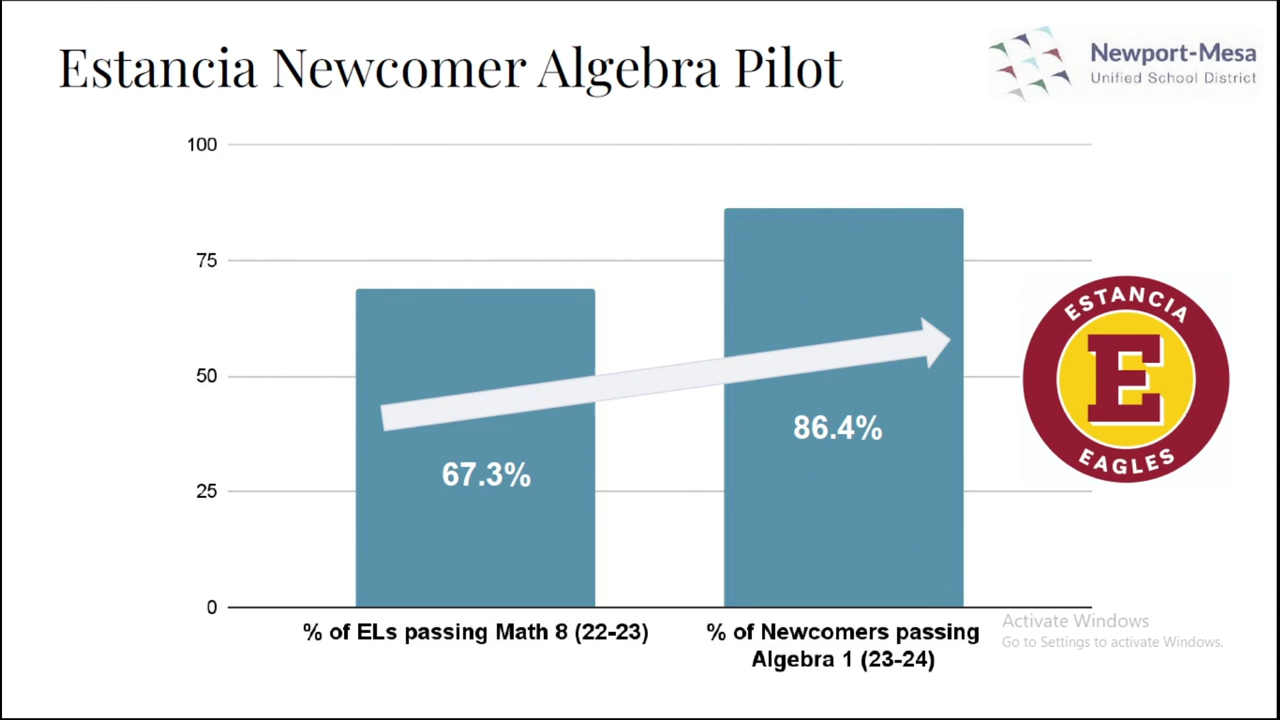 Estancia Newcomer Algebra Pilot
Newport-Mesa
Unified School District
100
75
50
25
0
67.3%
86.4%
ESTANCIA
E
EAGLES
% of ELs passing Math 8 (22-23)
% of Newcomers passing
Algebra 1 (23-24)
Activate Windows
Go to Settings to activate Windows.